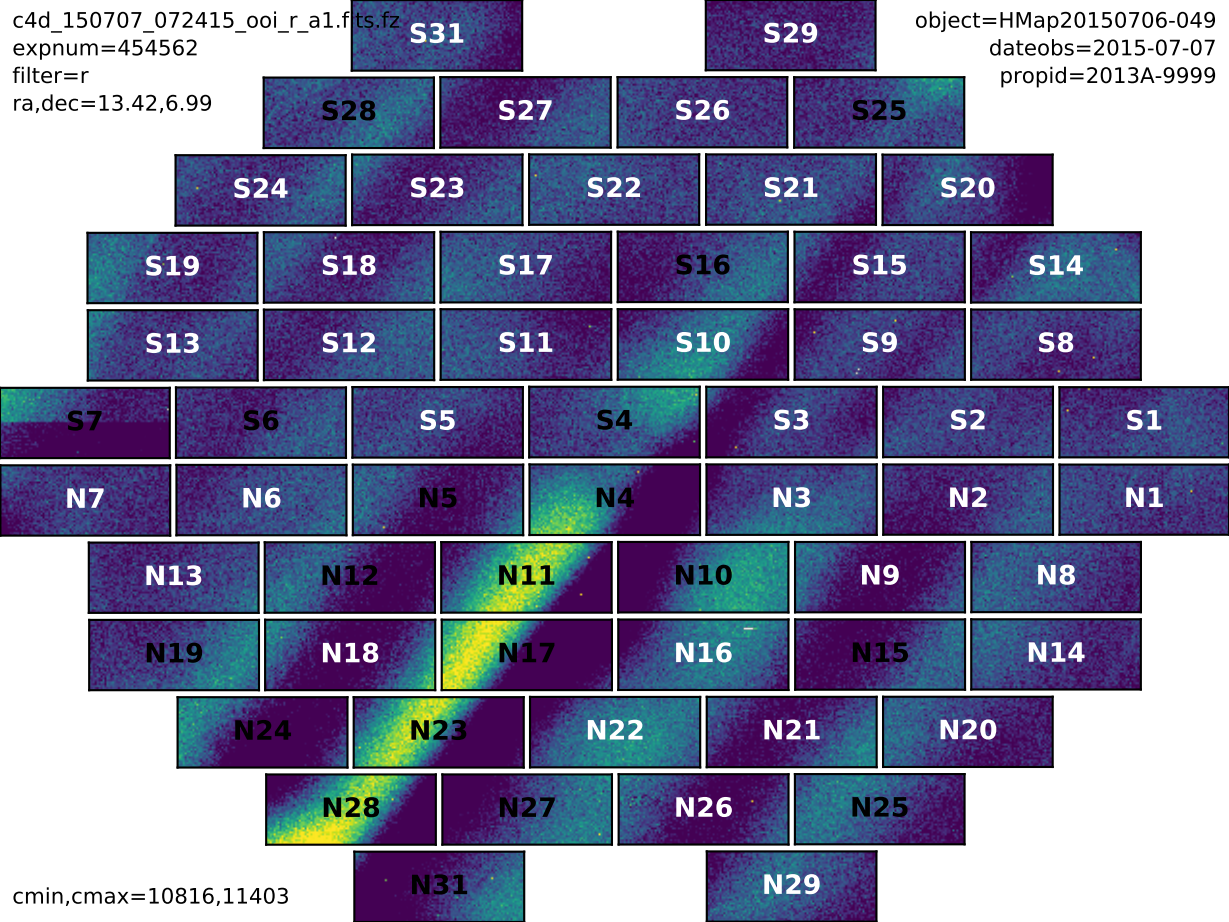 c4d_150707_072415_ooi_r_a1.fits.fz
expnum=454562
filter=r
ra,dec=13.42,6.99
object=HMap20150706-049
dateobs=2015-07-07
propid=2013A-9999
S31 S29
S28 S27 S26 S25
S24 S23 S22 S21 S20
S19 S18 S17 S16 S15 S14
S13 S12 S11 S10 S9 S8
S7 S6 S5 S4 S3 S2 S1
N7 N6 N5 N4 N3 N2 N1
N13 N12 N11 N10 N9 N8
N19 N18 N17 N16 N15 N14
N24 N23 N22 N21 N20
N28 N27 N26 N25
N31 N29
cmin,cmax=10816,11403